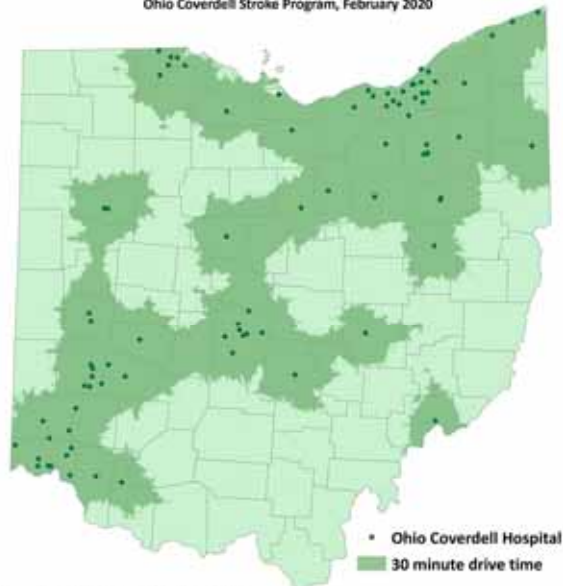 Ohio Coverdell Stroke Program, February 2020
Ohio Coverdell Hospital
30 minute drive time